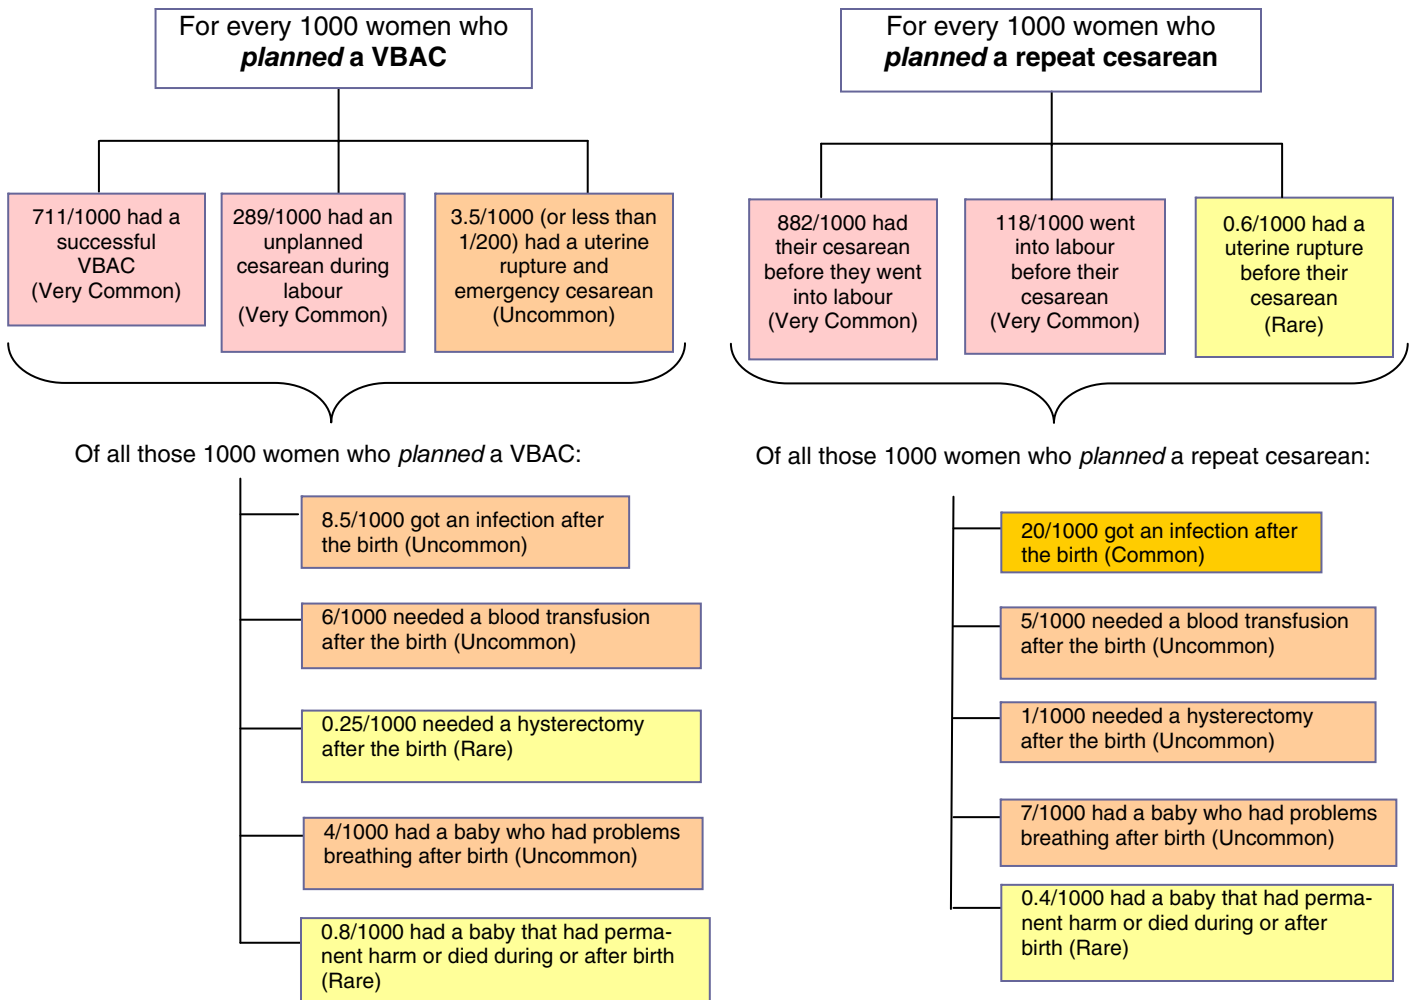 For every 1000 women who
planned a VBAC
711/1000 had a
successful
VBAC
(Very Common)
289/1000 had an
unplanned
cesarean during
labour
(Very Common)
3.5/1000 (or less than
1/200) had a uterine
rupture and
emergency cesarean
(Uncommon)
Of all those 1000 women who planned a VBAC:
8.5/1000 got an infection after
the birth (Uncommon)
6/1000 needed a blood transfusion
after the birth (Uncommon)
0.25/1000 needed a hysterectomy
after the birth (Rare)
4/1000 had a baby who had problems
breathing after birth (Uncommon)
0.8/1000 had a baby that had perma-
nent harm or died during or after birth
(Rare)
For every 1000 women who
planned a repeat cesarean
882/1000 had
their cesarean
before they went
into labour
(Very Common)
118/1000 went
into labour
before their
cesarean
(Very Common)
0.6/1000 had a
uterine rupture
before their
cesarean
(Rare)
Of all those 1000 women who planned a repeat cesarean:
20/1000 got an infection after
the birth (Common)
5/1000 needed a blood transfusion
after the birth (Uncommon)
1/1000 needed a hysterectomy
after the birth (Uncommon)
7/1000 had a baby who had problems
breathing after birth (Uncommon)
0.4/1000 had a baby that had perma-
nent harm or died during or after
birth (Rare)